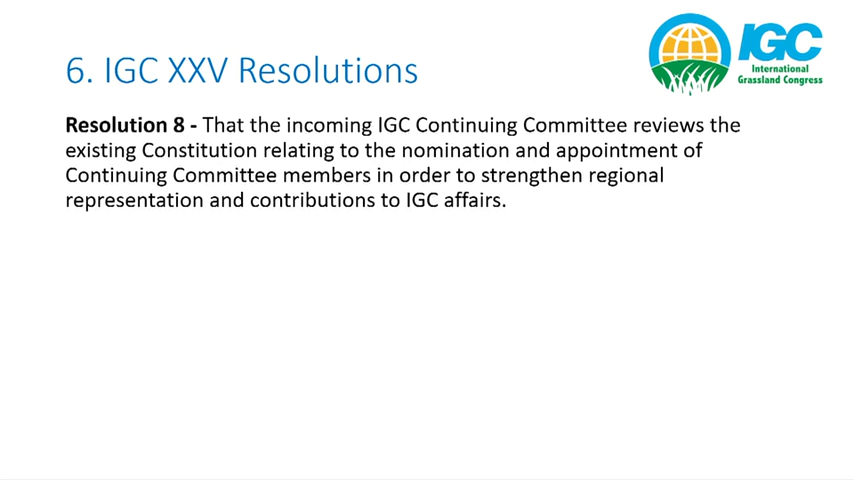 6. IGC XXV Resolutions
IGC
International
Grassland Congress
Resolution 8 - That the incoming IGC Continuing Committee reviews the
existing Constitution relating to the nomination and appointment of
Continuing Committee members in order to strengthen regional
representation and contributions to IGC affairs.